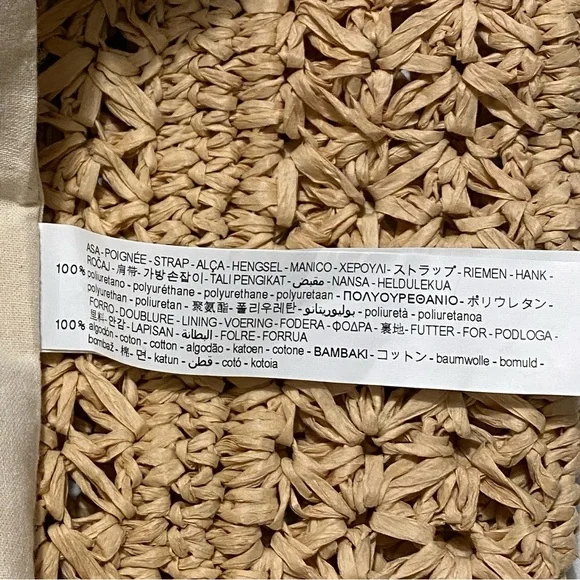 ASA - POIGNÉE - STRAP - ALÇA - HENGSEL - MANICO - ΧΕΡΟΥΛΙ - ストラップ - RIEMEN - HANK -
ROČAJ - 肩带 - 가방손잡이 - TALI PENGIKAT - مقبض - NANSA - HELDULEKUA
100% poliuretano - polyuréthane - polyurethane - polyuretaan - ΠΟΛΥΟΥΡΕΘΑΝΙΟ - ポリウレタン -
polyurethan - poliuretan - 聚氨酯 - 폴리우레탄 - بوليوريتانو - poliuretà - poliuretanoa
FORRO - DOUBLURE - LINING - VOERING - FODERA - ΦΟΔΡΑ - 裏地 - FUTTER - FOR - PODLOGA -
里料 - 안감 - LAPISAN - البطانة - FOLRE - FORRUA
100% algodón - coton - cotton - algodão - katoen - cotone - ΒΑΜΒΑΚΙ - コットン - baumwolle - bomuld -
bombaž - 棉 - 면 - katun - قطن - cotó - kotoia